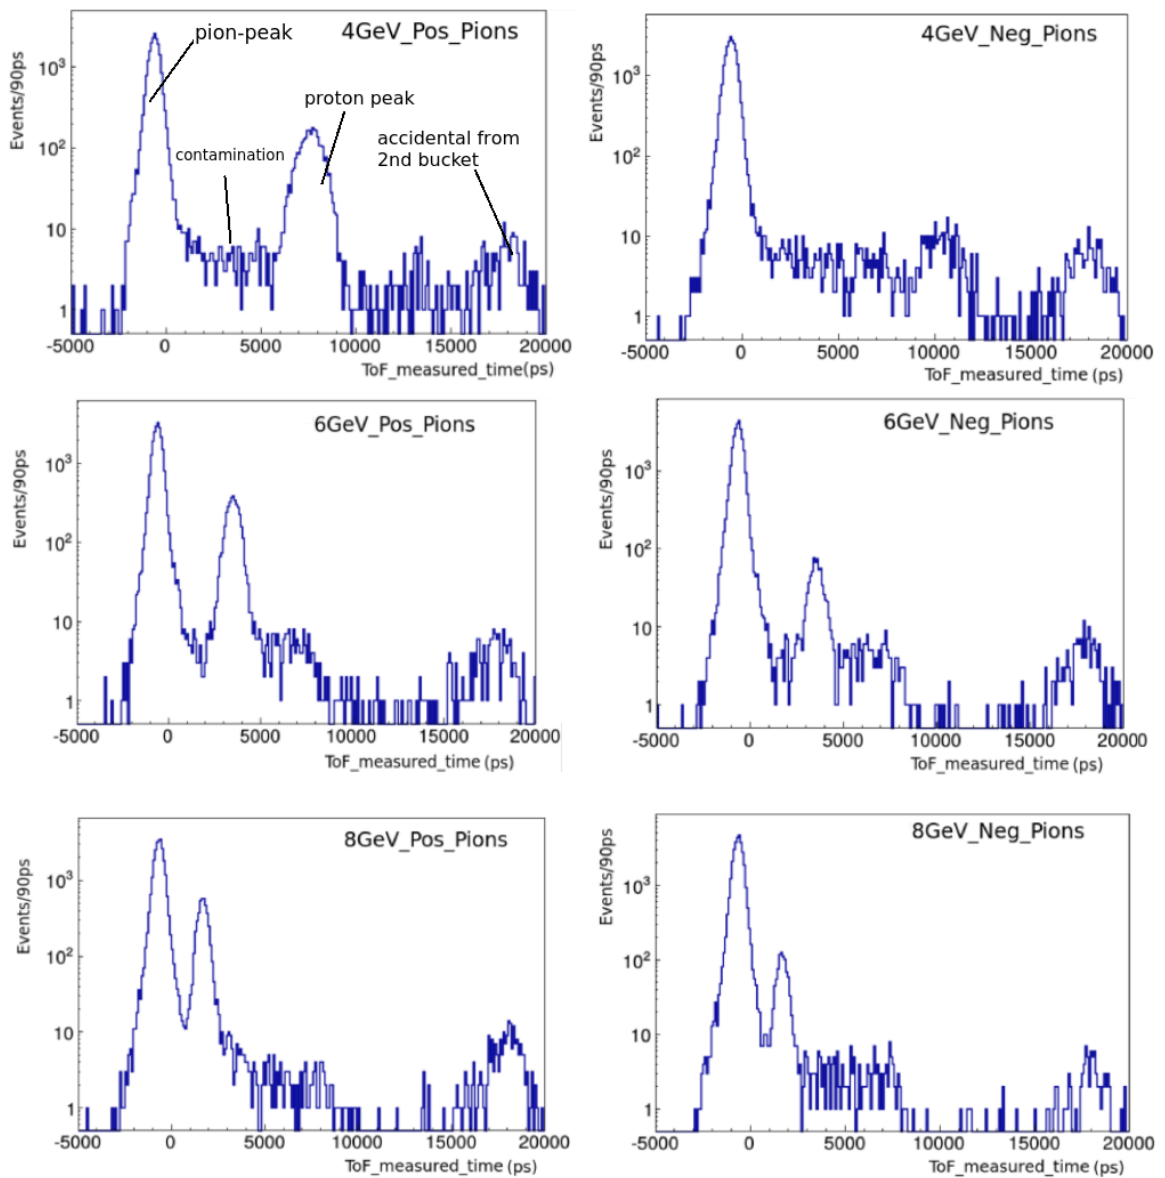 4GeV_Pos_Pions
pion-peak
proton peak
contamination
accidental from
2nd bucket
Events/90ps
10³
10²
10
1
-5000 0 5000 10000 15000 20000
ToF_measured_time(ps)
4GeV_Neg_Pions
Events/90ps
10³
10²
10
1
-5000 0 5000 10000 15000 20000
ToF_measured_time (ps)
6GeV_Pos_Pions
Events/90ps
10³
10²
10
1
-5000 0 5000 10000 15000 20000
ToF_measured_time (ps)
6GeV_Neg_Pions
Events/90ps
10³
10²
10
1
-5000 0 5000 10000 15000 20000
ToF_measured_time (ps)
8GeV_Pos_Pions
Events/90ps
10³
10²
10
1
-5000 0 5000 10000 15000 20000
ToF_measured_time (ps)
8GeV_Neg_Pions
Events/90ps
10³
10²
10
1
-5000 0 5000 10000 15000 20000
ToF_measured_time (ps)